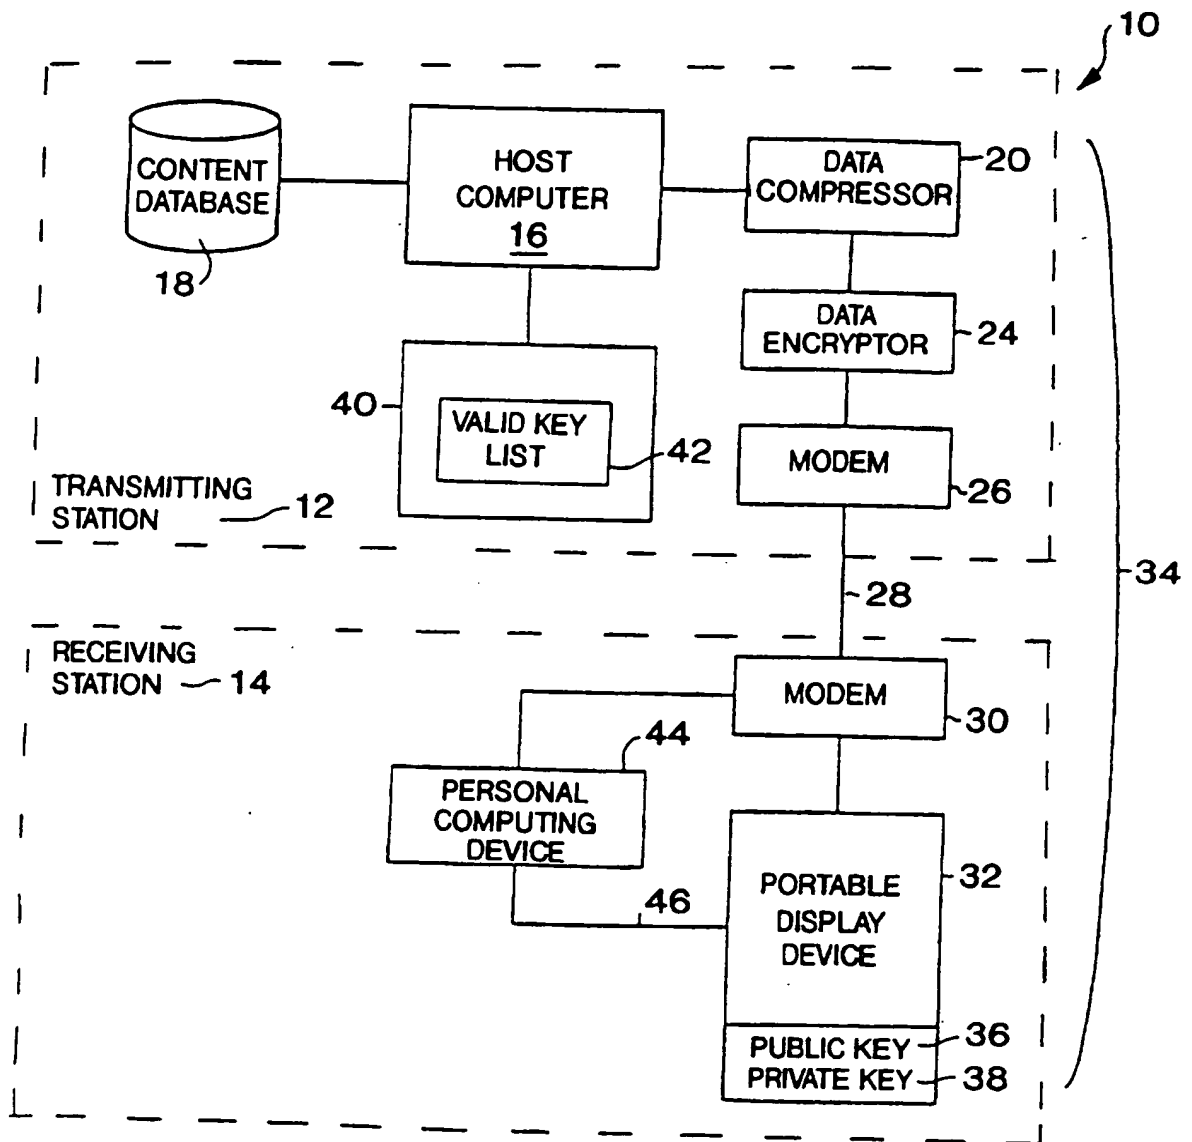 10
CONTENT
DATABASE
18
HOST
COMPUTER
16
DATA
COMPRESSOR
20
DATA
ENCRYPTOR
24
40
VALID KEY
LIST
42
MODEM
26
TRANSMITTING
STATION
12
28
34
RECEIVING
STATION
14
MODEM
30
44
PERSONAL
COMPUTING
DEVICE
46
PORTABLE
DISPLAY
DEVICE
32
PUBLIC KEY
36
PRIVATE KEY
38